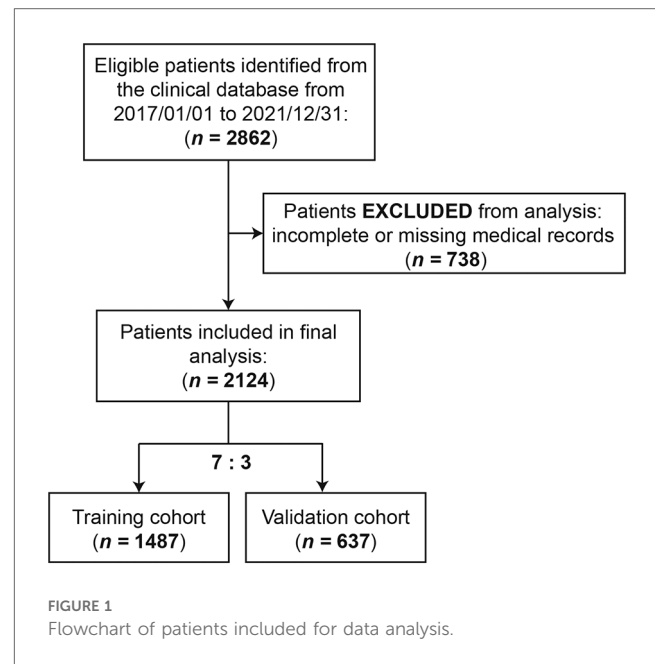 Eligible patients identified from
the clinical database from
2017/01/01 to 2021/12/31:
(n = 2862)
Patients EXCLUDED from analysis:
incomplete or missing medical records
(n = 738)
Patients included in final
analysis:
(n = 2124)
7 : 3
Training cohort
(n = 1487)
Validation cohort
(n = 637)
FIGURE 1
Flowchart of patients included for data analysis.